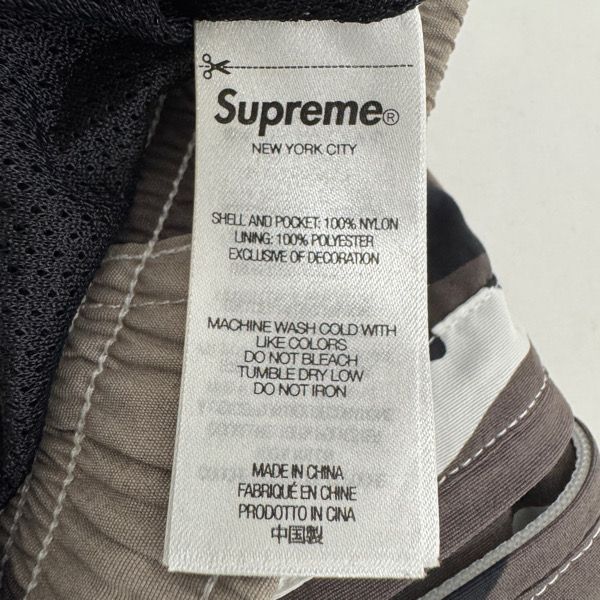 Supreme®
NEW YORK CITY
SHELL AND POCKET: 100% NYLON
LINING: 100% POLYESTER
EXCLUSIVE OF DECORATION
MACHINE WASH COLD WITH
LIKE COLORS
DO NOT BLEACH
TUMBLE DRY LOW
DO NOT IRON
MADE IN CHINA
FABRIQUÉ EN CHINE
PRODOTTO IN CINA
中国製